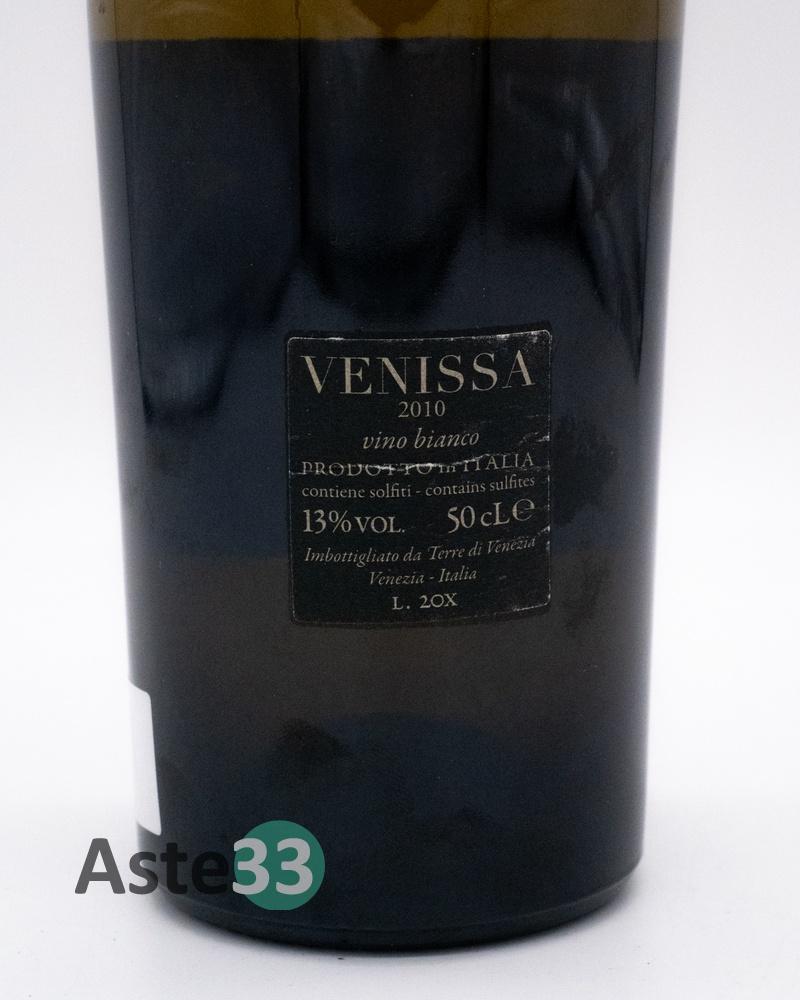 VENISSA
2010
vino bianco
PRODOTTO in ITALIA
contiene solfiti - contains sulfites
13% VOL. 50 cL ℮
Imbottigliato da Terre di Venezia
Venezia - Italia
L. 20X
Aste33